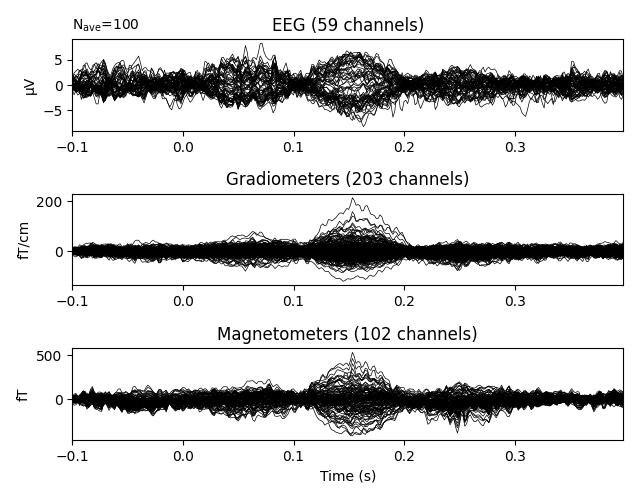 N_ave=100
EEG (59 channels)
µV
5
0
−5
−0.1 0.0 0.1 0.2 0.3
Gradiometers (203 channels)
fT/cm
200
0
−0.1 0.0 0.1 0.2 0.3
Magnetometers (102 channels)
fT
500
0
−0.1 0.0 0.1 0.2 0.3
Time (s)